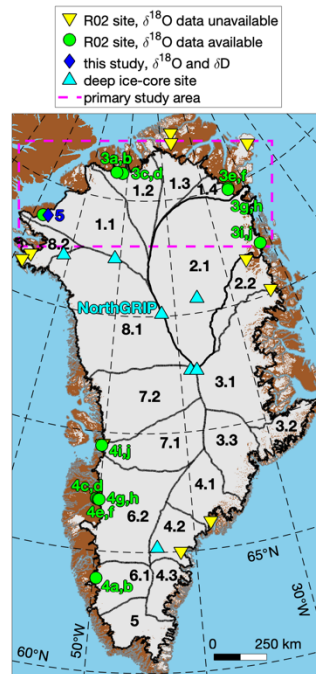 R02 site, δ¹⁸O data unavailable
R02 site, δ¹⁸O data available
this study, δ¹⁸O and δD
deep ice-core site
primary study area
3a,b
3c,d
1.3
1.2
1.4
3e,f
3g,h
5
1.1
3i,j
8.2
2.1
2.2
NorthGRIP
8.1
3.1
7.2
3.2
7.1
3.3
4i,j
4.1
4c,d
4g,h
4e,f
6.2
4.2
65°N
6.1
4.3
4a,b
30°W
5
60°N
50°W
0
250 km